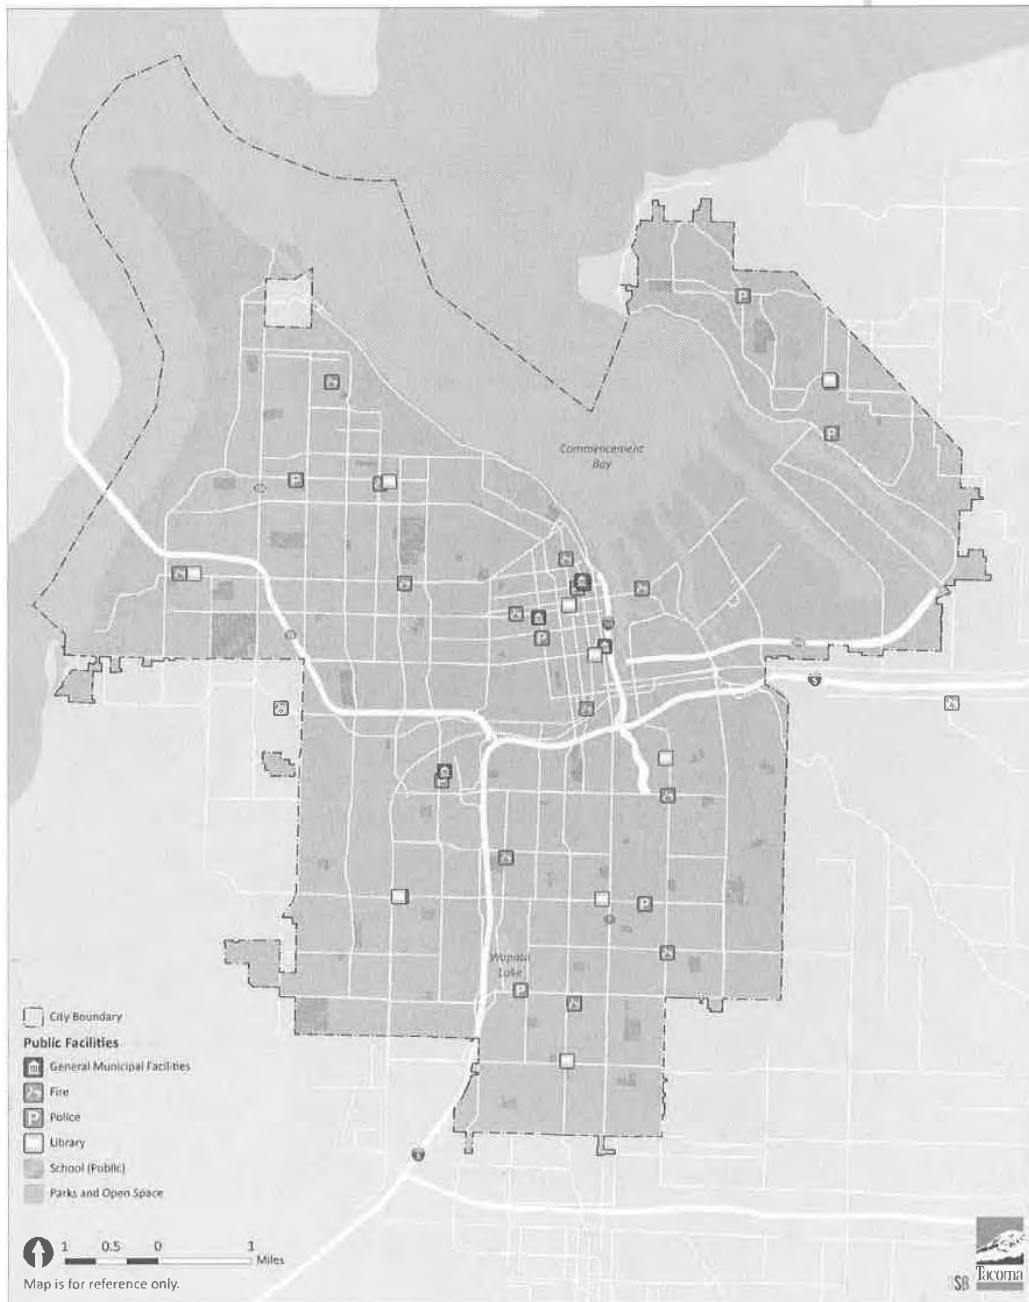 Commencement
Bay
5
Wapato
Lake
City Boundary
Public Facilities
General Municipal Facilities
Fire
P Police
Library
School (Public)
Parks and Open Space
1 0.5 0 1
Miles
Map is for reference only.
Tacoma